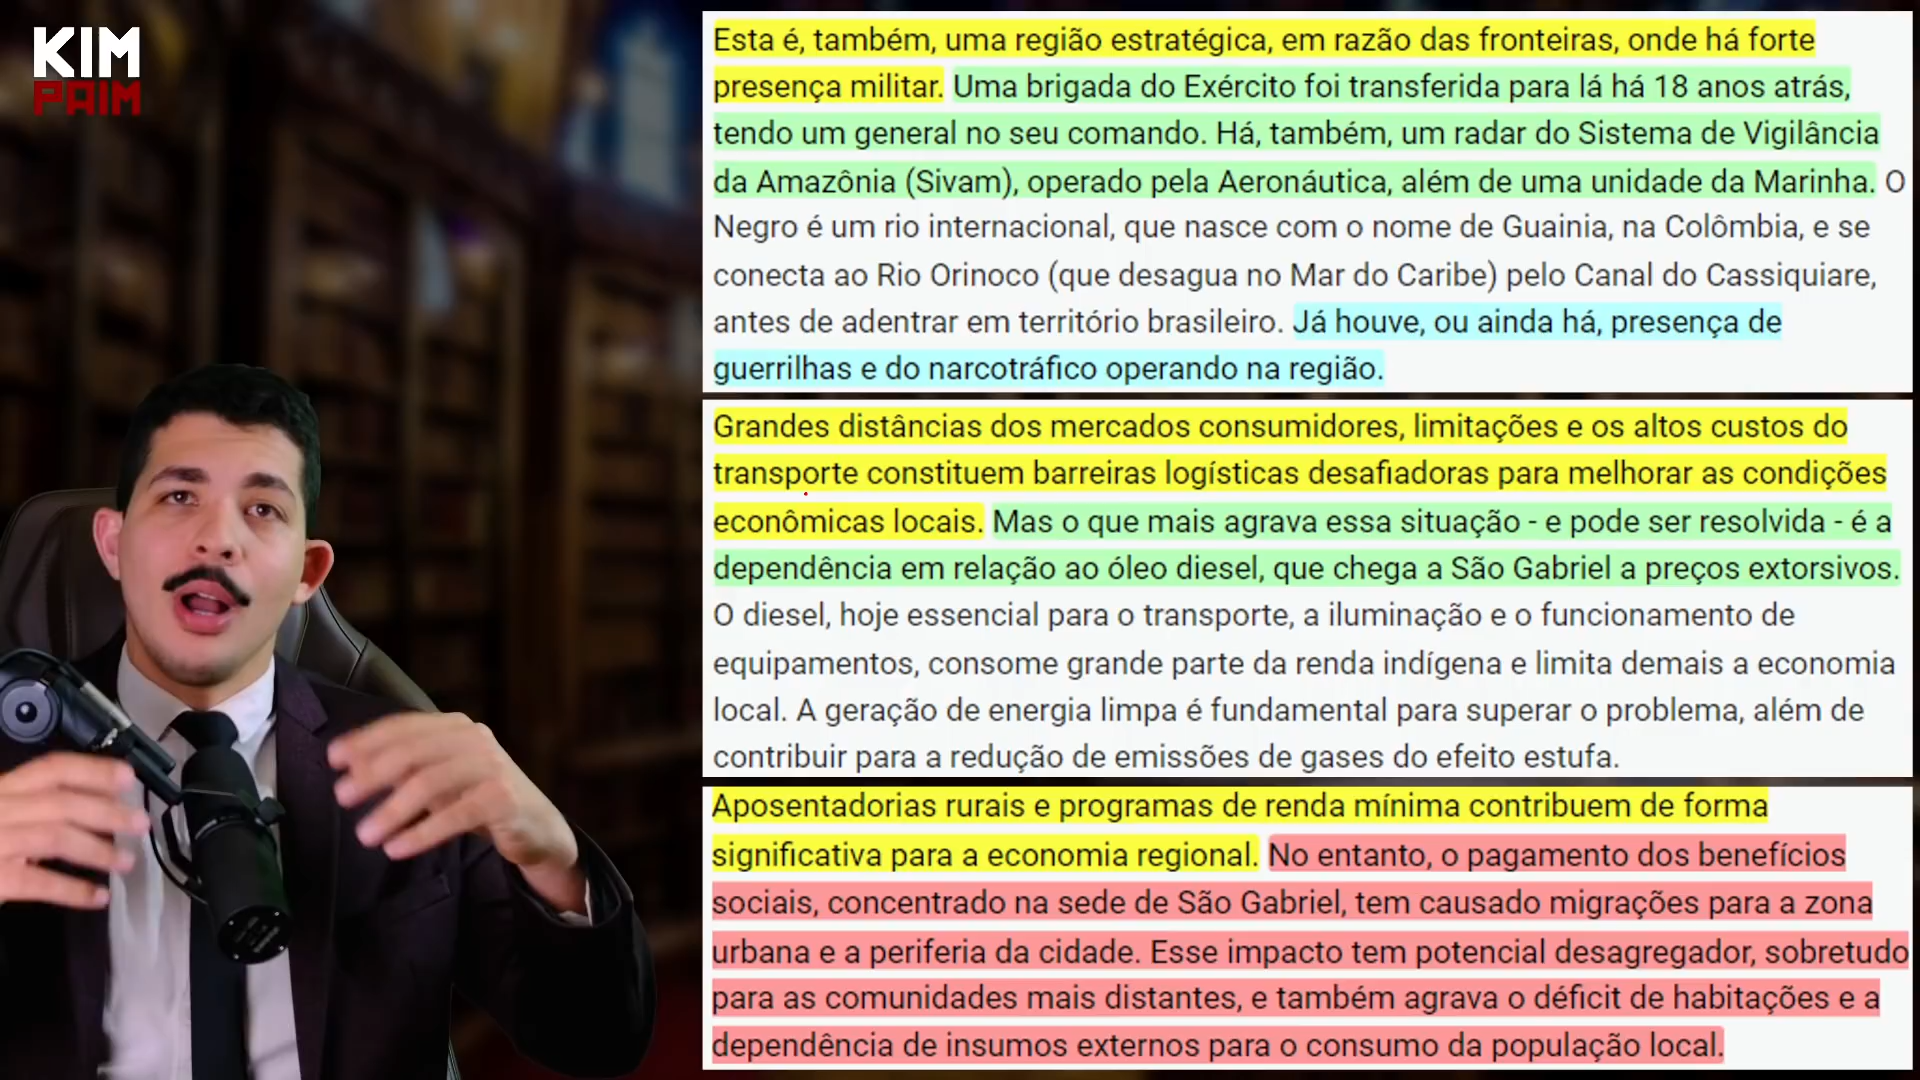 KIM
PAIM
Esta é, também, uma região estratégica, em razão das fronteiras, onde há forte
presença militar. Uma brigada do Exército foi transferida para lá há 18 anos atrás,
tendo um general no seu comando. Há, também, um radar do Sistema de Vigilância
da Amazônia (Sivam), operado pela Aeronáutica, além de uma unidade da Marinha. O
Negro é um rio internacional, que nasce com o nome de Guainia, na Colômbia, e se
conecta ao Rio Orinoco (que desagua no Mar do Caribe) pelo Canal do Cassiquiare,
antes de adentrar em território brasileiro. Já houve, ou ainda há, presença de
guerrilhas e do narcotráfico operando na região.
Grandes distâncias dos mercados consumidores, limitações e os altos custos do
transporte constituem barreiras logísticas desafiadoras para melhorar as condições
econômicas locais. Mas o que mais agrava essa situação - e pode ser resolvida - é a
dependência em relação ao óleo diesel, que chega a São Gabriel a preços extorsivos.
O diesel, hoje essencial para o transporte, a iluminação e o funcionamento de
equipamentos, consome grande parte da renda indígena e limita demais a economia
local. A geração de energia limpa é fundamental para superar o problema, além de
contribuir para a redução de emissões de gases do efeito estufa.
Aposentadorias rurais e programas de renda mínima contribuem de forma
significativa para a economia regional. No entanto, o pagamento dos benefícios
sociais, concentrado na sede de São Gabriel, tem causado migrações para a zona
urbana e a periferia da cidade. Esse impacto tem potencial desagregador, sobretudo
para as comunidades mais distantes, e também agrava o déficit de habitações e a
dependência de insumos externos para o consumo da população local.